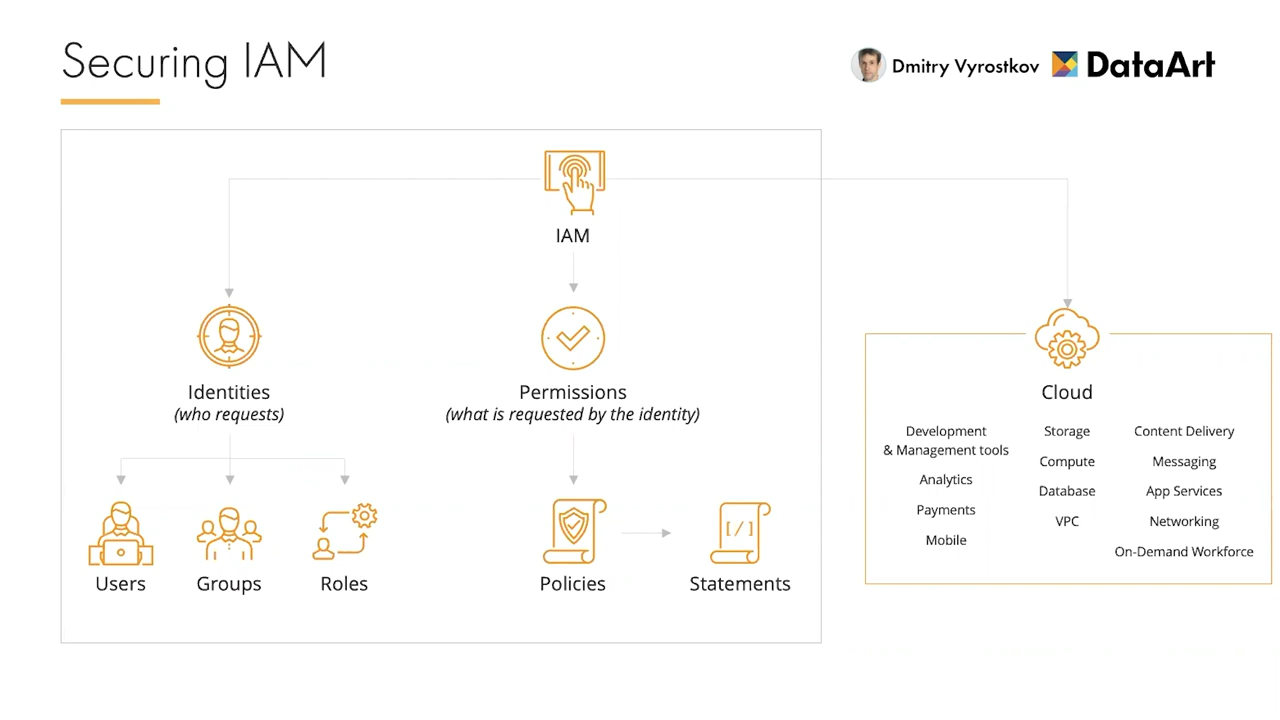 Securing IAM
Dmitry Vyrostkov
DataArt
IAM
Identities
(who requests)
Permissions
(what is requested by the identity)
Users
Groups
Roles
Policies
[/]
Statements
Cloud
Development
& Management tools
Analytics
Payments
Mobile
Storage
Compute
Database
VPC
Content Delivery
Messaging
App Services
Networking
On-Demand Workforce